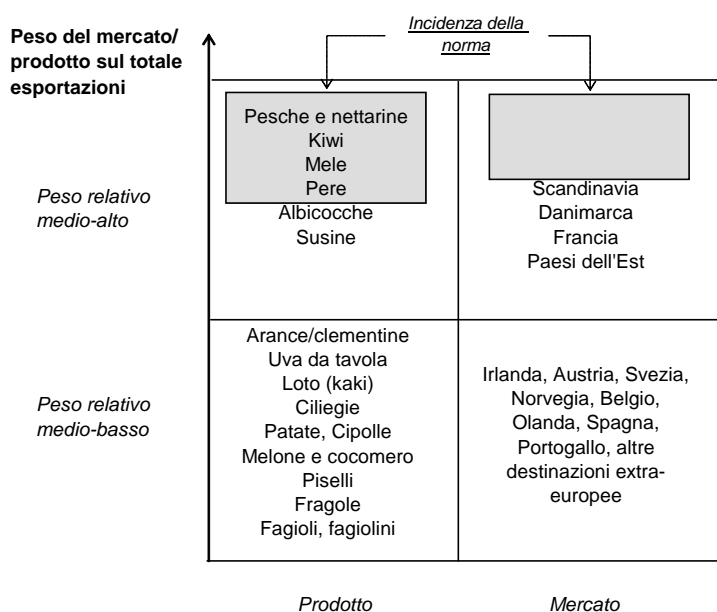 Incidenza della
norma
Peso del mercato/
prodotto sul totale
esportazioni
Peso relativo
medio-alto
Pesche e nettarine
Kiwi
Mele
Pere
Albicocche
Susine
Scandinavia
Danimarca
Francia
Paesi dell'Est
Peso relativo
medio-basso
Arance/clementine
Uva da tavola
Loto (kaki)
Ciliegie
Patate, Cipolle
Melone e cocomero
Piselli
Fragole
Fagioli, fagiolini
Irlanda, Austria, Svezia,
Norvegia, Belgio,
Olanda, Spagna,
Portogallo, altre
destinazioni extra-
europee
Prodotto
Mercato